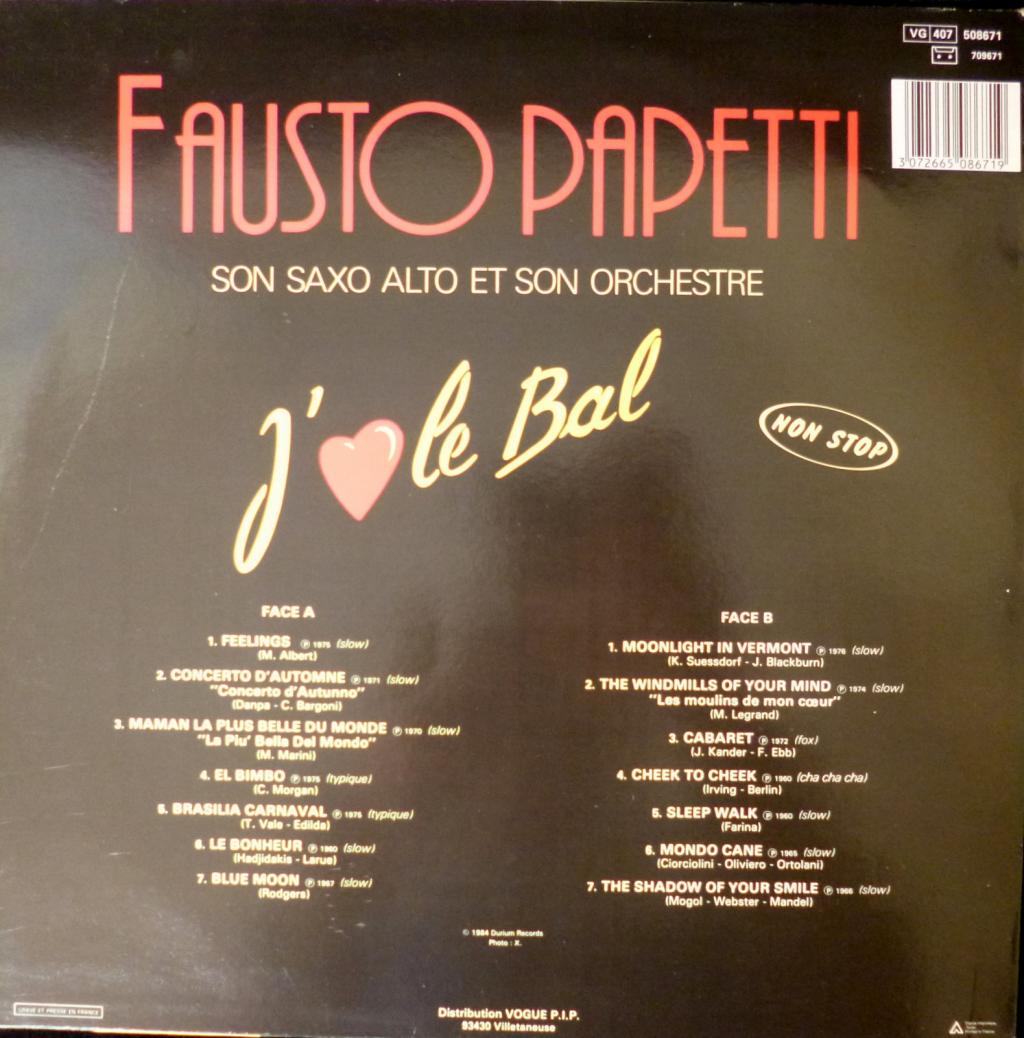 VG 407 508671
709671
3 072665 086719
FAUSTO PAPETTI
SON SAXO ALTO ET SON ORCHESTRE
J' le Bal
NON STOP
FACE A
1. FEELINGS ℗ 1975 (slow)
(M. Albert)
2. CONCERTO D'AUTOMNE ℗ 1971 (slow)
"Concerto d'Autunno"
(Danpa - C. Bargoni)
3. MAMAN LA PLUS BELLE DU MONDE ℗ 1970 (slow)
"La Piu' Bella Del Mondo"
(M. Marini)
4. EL BIMBO ℗ 1975 (typique)
(C. Morgan)
5. BRASILIA CARNAVAL ℗ 1975 (typique)
(T. Vale - Edilda)
6. LE BONHEUR ℗ 1960 (slow)
(Hadjidakis - Larue)
7. BLUE MOON ℗ 1967 (slow)
(Rodgers)
FACE B
1. MOONLIGHT IN VERMONT ℗ 1976 (slow)
(K. Suessdorf - J. Blackburn)
2. THE WINDMILLS OF YOUR MIND ℗ 1974 (slow)
"Les moulins de mon cœur"
(M. Legrand)
3. CABARET ℗ 1972 (fox)
(J. Kander - F. Ebb)
4. CHEEK TO CHEEK ℗ 1960 (cha cha cha)
(Irving - Berlin)
5. SLEEP WALK ℗ 1960 (slow)
(Farina)
6. MONDO CANE ℗ 1965 (slow)
(Ciorciolini - Oliviero - Ortolani)
7. THE SHADOW OF YOUR SMILE ℗ 1966 (slow)
(Mogol - Webster - Mandel)
© 1984 Durium Records
Photo : X.
Distribution VOGUE P.I.P.
93430 Villetaneuse
ET PRESSE EN FRANCE